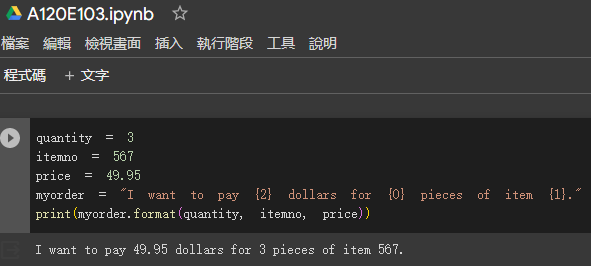 A120E103.ipynb
檔案 編輯 檢視畫面 插入 執行階段 工具 說明
程式碼 + 文字
quantity = 3
itemno = 567
price = 49.95
myorder = "I want to pay {2} dollars for {0} pieces of item {1}."
print(myorder.format(quantity, itemno, price))
I want to pay 49.95 dollars for 3 pieces of item 567.